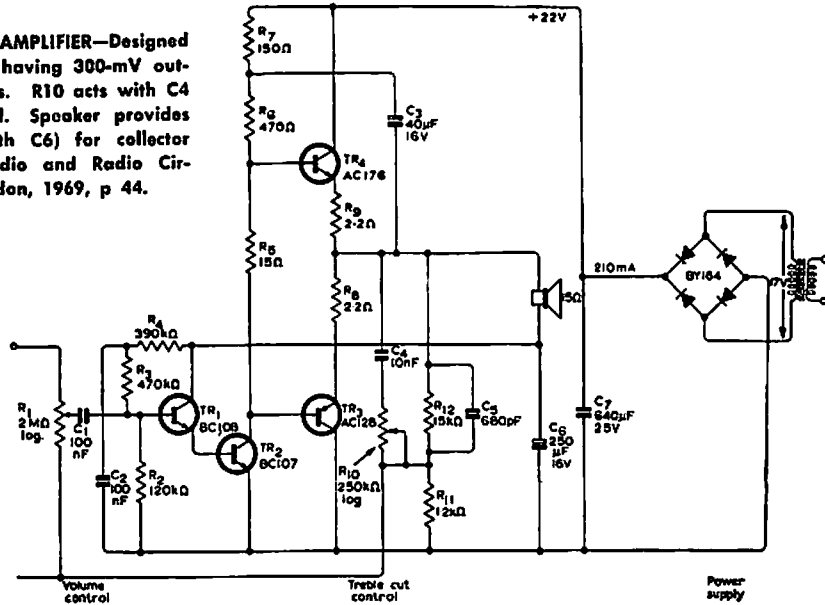 AMPLIFIER—Designed
having 300-mV out-
s. R10 acts with C4
l. Speaker provides
th C6) for collector
dio and Radio Cir-
don, 1969, p 44.
+22V
R7
150Ω
R6
470Ω
C3
40μF
16V
TR4
AC176
R9
2·2Ω
R5
15Ω
R8
2·2Ω
15Ω
210mA
BY164
17V
R4
390kΩ
R3
470kΩ
C4
10nF
R1
2MΩ
log.
C1
100
nF
TR1
BC108
TR2
BC107
TR3
AC128
R12
15kΩ
C5
680pF
C7
640μF
25V
C6
250
μF
16V
C2
100
nF
R2
120kΩ
R10
250kΩ
log
R11
12kΩ
Volume
control
Treble cut
control
Power
supply